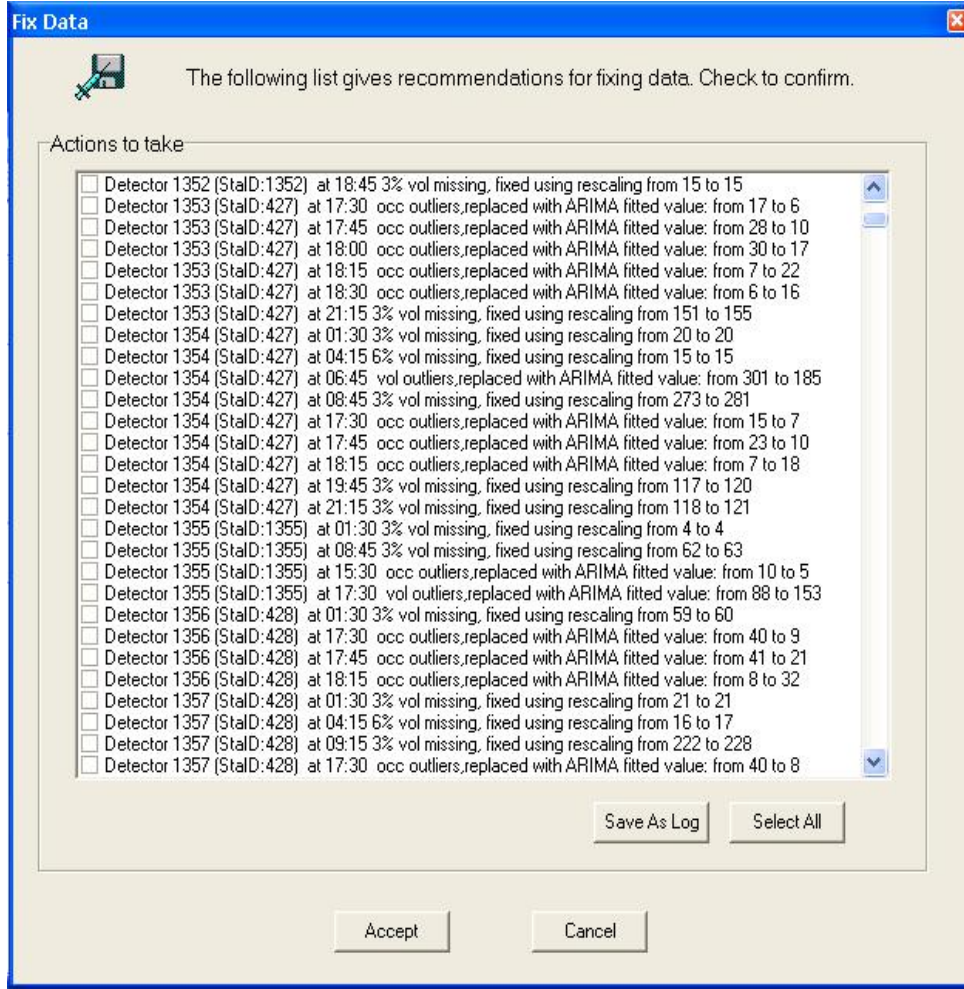 Fix Data
The following list gives recommendations for fixing data. Check to confirm.
Actions to take
Detector 1352 (StaID:1352) at 18:45 3% vol missing, fixed using rescaling from 15 to 15
Detector 1353 (StaID:427) at 17:30 occ outliers,replaced with ARIMA fitted value: from 17 to 6
Detector 1353 (StaID:427) at 17:45 occ outliers,replaced with ARIMA fitted value: from 28 to 10
Detector 1353 (StaID:427) at 18:00 occ outliers,replaced with ARIMA fitted value: from 30 to 17
Detector 1353 (StaID:427) at 18:15 occ outliers,replaced with ARIMA fitted value: from 7 to 22
Detector 1353 (StaID:427) at 18:30 occ outliers,replaced with ARIMA fitted value: from 6 to 16
Detector 1353 (StaID:427) at 21:15 3% vol missing, fixed using rescaling from 151 to 155
Detector 1354 (StaID:427) at 01:30 3% vol missing, fixed using rescaling from 20 to 20
Detector 1354 (StaID:427) at 04:15 6% vol missing, fixed using rescaling from 15 to 15
Detector 1354 (StaID:427) at 06:45 vol outliers,replaced with ARIMA fitted value: from 301 to 185
Detector 1354 (StaID:427) at 08:45 3% vol missing, fixed using rescaling from 273 to 281
Detector 1354 (StaID:427) at 17:30 occ outliers,replaced with ARIMA fitted value: from 15 to 7
Detector 1354 (StaID:427) at 17:45 occ outliers,replaced with ARIMA fitted value: from 23 to 10
Detector 1354 (StaID:427) at 18:15 occ outliers,replaced with ARIMA fitted value: from 7 to 18
Detector 1354 (StaID:427) at 19:45 3% vol missing, fixed using rescaling from 117 to 120
Detector 1354 (StaID:427) at 21:15 3% vol missing, fixed using rescaling from 118 to 121
Detector 1355 (StaID:1355) at 01:30 3% vol missing, fixed using rescaling from 4 to 4
Detector 1355 (StaID:1355) at 08:45 3% vol missing, fixed using rescaling from 62 to 63
Detector 1355 (StaID:1355) at 15:30 occ outliers,replaced with ARIMA fitted value: from 10 to 5
Detector 1355 (StaID:1355) at 17:30 vol outliers,replaced with ARIMA fitted value: from 88 to 153
Detector 1356 (StaID:428) at 01:30 3% vol missing, fixed using rescaling from 59 to 60
Detector 1356 (StaID:428) at 17:30 occ outliers,replaced with ARIMA fitted value: from 40 to 9
Detector 1356 (StaID:428) at 17:45 occ outliers,replaced with ARIMA fitted value: from 41 to 21
Detector 1356 (StaID:428) at 18:15 occ outliers,replaced with ARIMA fitted value: from 8 to 32
Detector 1357 (StaID:428) at 01:30 3% vol missing, fixed using rescaling from 21 to 21
Detector 1357 (StaID:428) at 04:15 6% vol missing, fixed using rescaling from 16 to 17
Detector 1357 (StaID:428) at 09:15 3% vol missing, fixed using rescaling from 222 to 228
Detector 1357 (StaID:428) at 17:30 occ outliers,replaced with ARIMA fitted value: from 40 to 8
Save As Log Select All
Accept Cancel